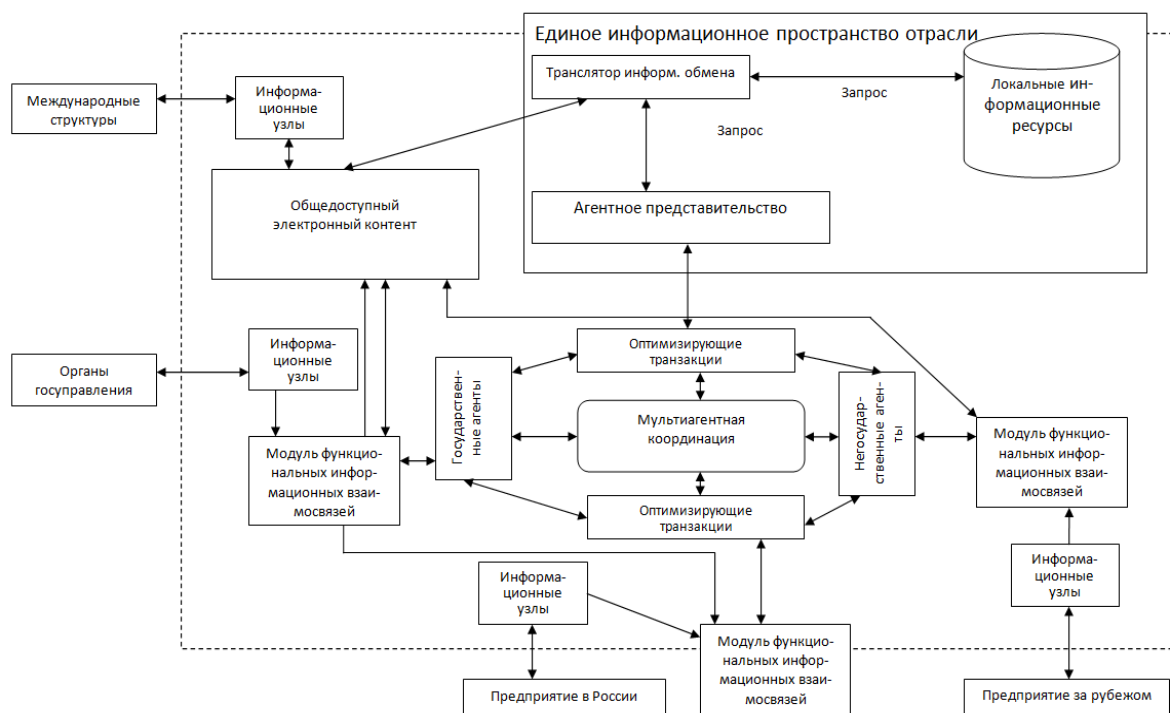 Единое информационное пространство отрасли
Транслятор информ. обмена
Запрос
Локальные ин-
формационные
ресурсы
Запрос
Агентное представительство
Международные
структуры
Информа-
ционные
узлы
Общедоступный
электронный контент
Органы
госуправления
Информа-
ционные
узлы
Оптимизирующие
транзакции
Государствен-
ные агенты
Мультиагентная
координация
Негосудар-
ственные аген-
ты
Модуль функцио-
нальных информа-
ционных взаи-
мосвязей
Модуль функцио-
нальных инфор-
мационных взаи-
мосвязей
Оптимизирующие
транзакции
Информа-
ционные
узлы
Информа-
ционные
узлы
Модуль функцио-
нальных инфор-
мационных взаи-
мосвязей
Предприятие в России
Предприятие за рубежом